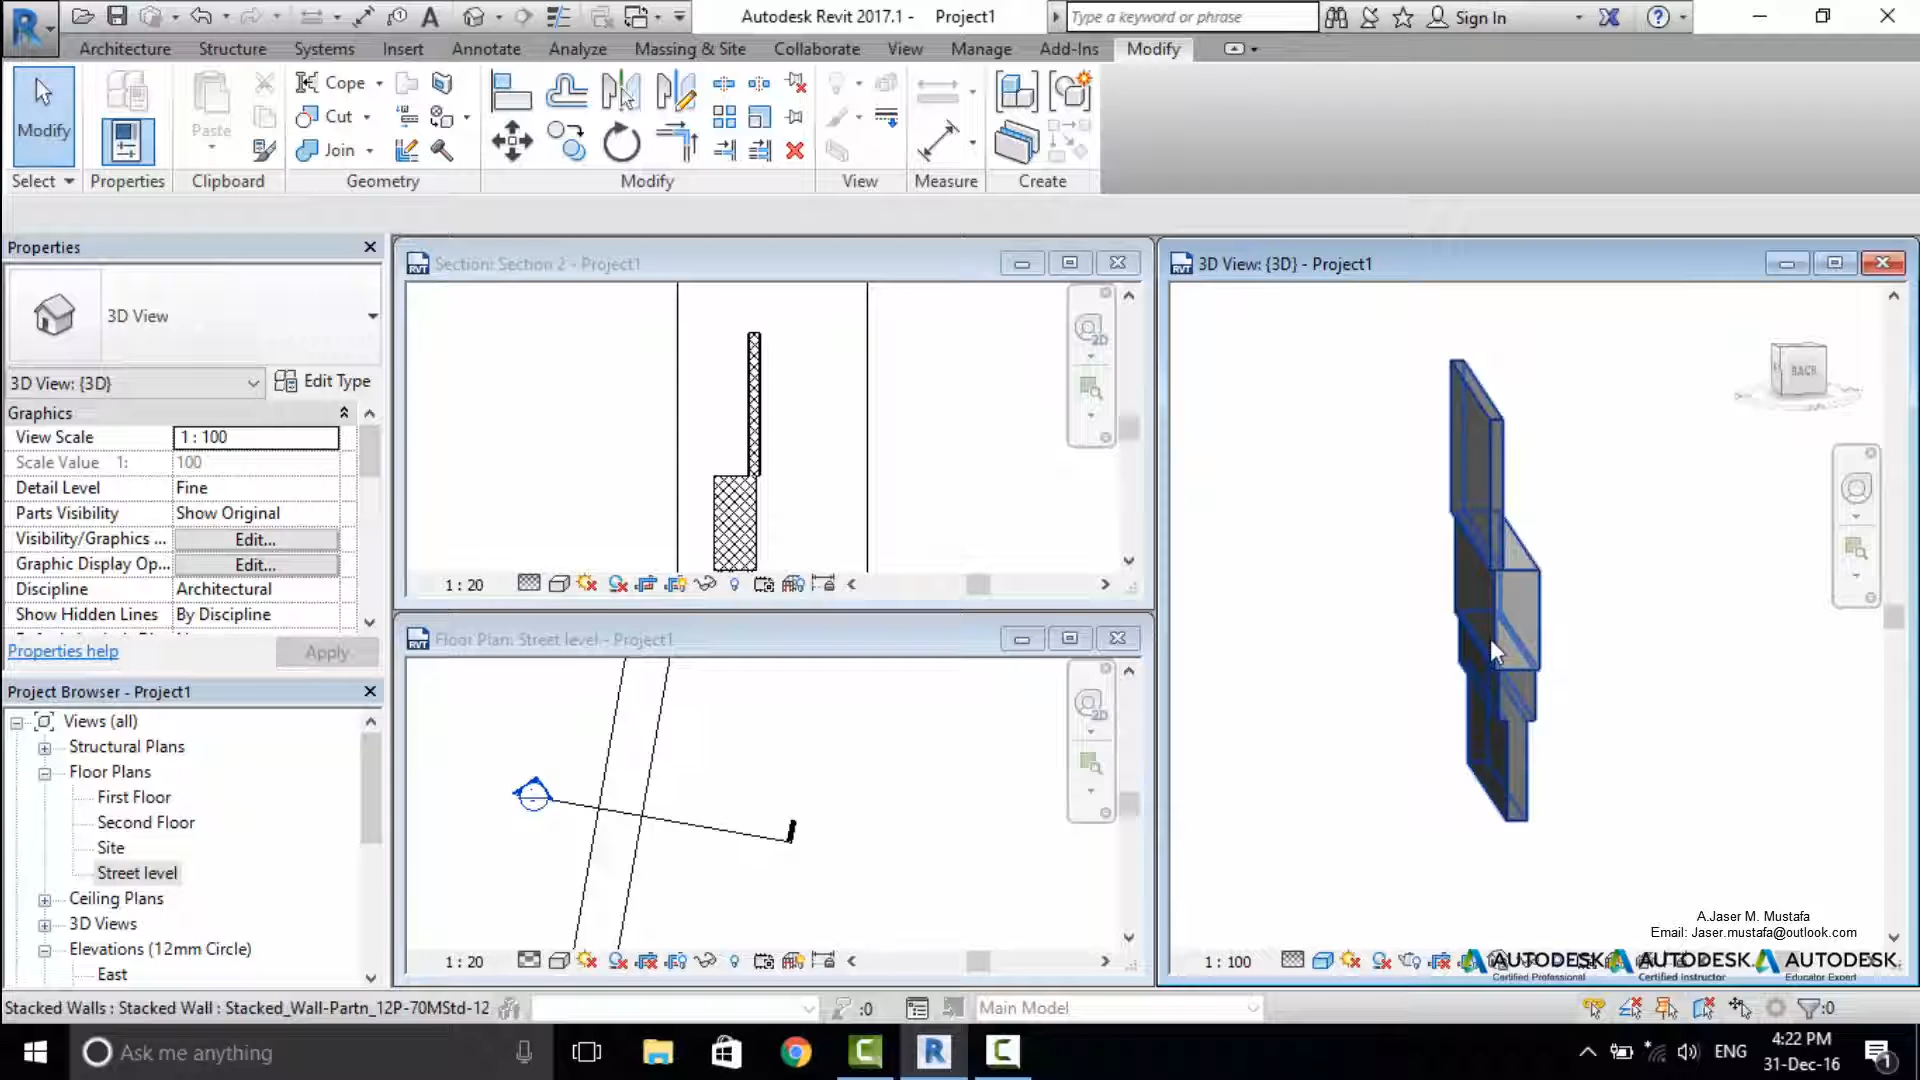 Autodesk Revit 2017.1 - Project1
Type a keyword or phrase
Sign In
Architecture Structure Systems Insert Annotate Analyze Massing & Site Collaborate View Manage Add-Ins Modify
Modify
Paste
Cope
Cut
Join
Select Properties Clipboard Geometry Modify View Measure Create
Properties
3D View
3D View: {3D}
Edit Type
Graphics
View Scale 1 : 100
Scale Value 1: 100
Detail Level Fine
Parts Visibility Show Original
Visibility/Graphics ... Edit...
Graphic Display Op... Edit...
Discipline Architectural
Show Hidden Lines By Discipline
Properties help
Apply
Project Browser - Project1
Views (all)
Structural Plans
Floor Plans
First Floor
Second Floor
Site
Street level
Ceiling Plans
3D Views
Elevations (12mm Circle)
East
Section: Section 2 - Project1
2D
1 : 20
Floor Plan: Street level - Project1
2D
1 : 20
3D View: {3D} - Project1
BACK
A.Jaser M. Mustafa
Email: Jaser.mustafa@outlook.com
1 : 100
AUTODESK AUTODESK AUTODESK
Certified Professional Certified Instructor Educator Expert
Stacked Walls : Stacked Wall : Stacked_Wall-Partn_12P-70MStd-12
:0
Main Model
:0
Ask me anything
ENG
4:22 PM
31-Dec-16
1